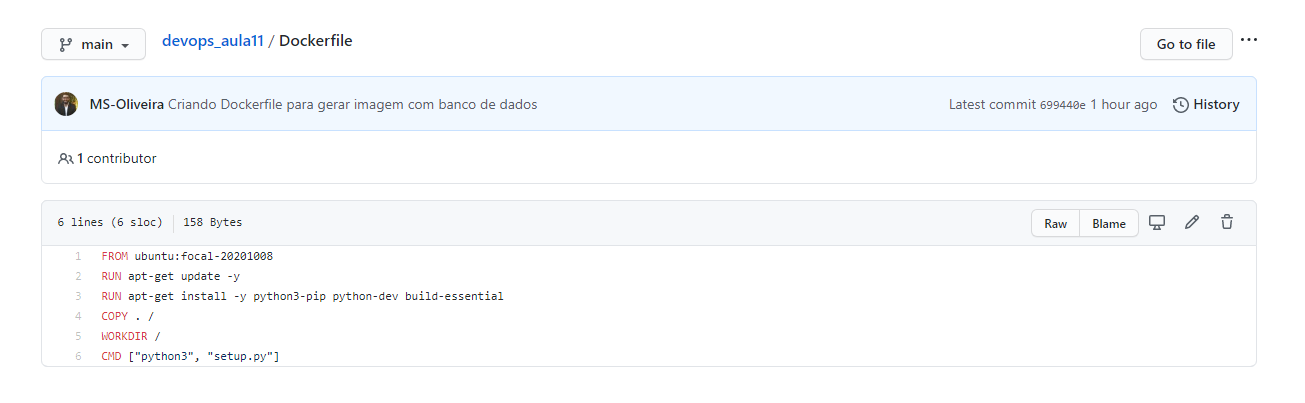 main
devops_aula11 / Dockerfile
Go to file
MS-Oliveira Criando Dockerfile para gerar imagem com banco de dados
Latest commit 699440e 1 hour ago
History
1 contributor
6 lines (6 sloc)
158 Bytes
Raw
Blame
1 FROM ubuntu:focal-20201008
2 RUN apt-get update -y
3 RUN apt-get install -y python3-pip python-dev build-essential
4 COPY . /
5 WORKDIR /
6 CMD ["python3", "setup.py"]